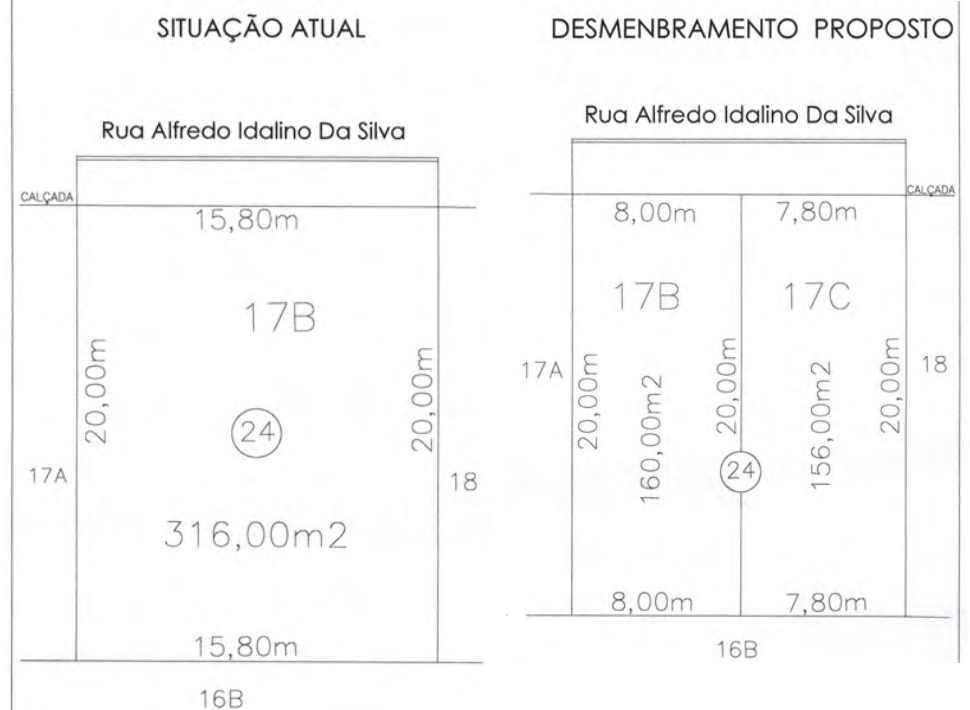 SITUAÇÃO ATUAL
Rua Alfredo Idalino Da Silva
CALÇADA
15,80m
17B
20,00m
20,00m
24
17A
18
316,00m2
15,80m
16B
DESMENBRAMENTO PROPOSTO
Rua Alfredo Idalino Da Silva
CALÇADA
8,00m
7,80m
17B
17C
17A
20,00m
160,00m2
20,00m
156,00m2
20,00m
18
24
8,00m
7,80m
16B